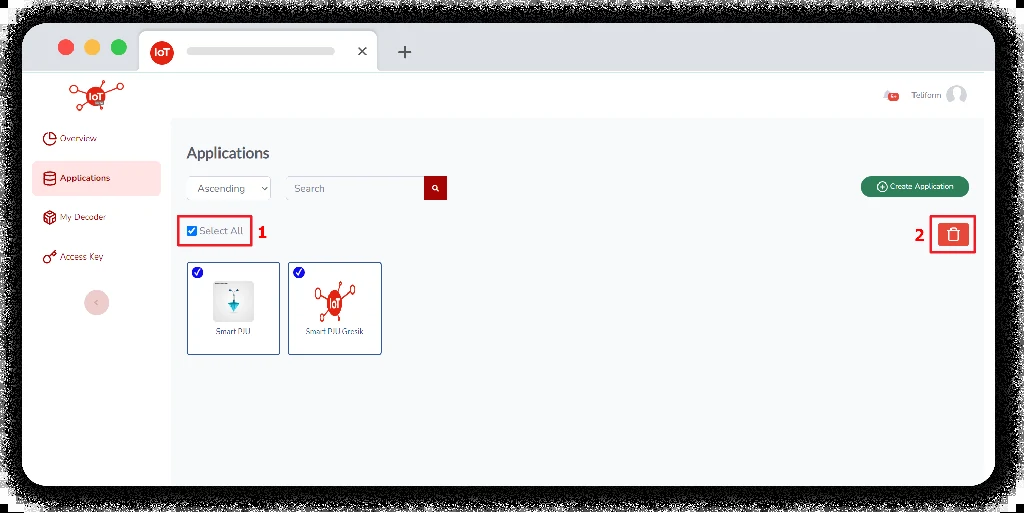 IoT
IoT
Teliform
Overview
Applications
My Decoder
Access Key
Applications
Ascending
Search
Create Application
Select All
1
2
Smart PJU
IoT
Smart PJU Gresik